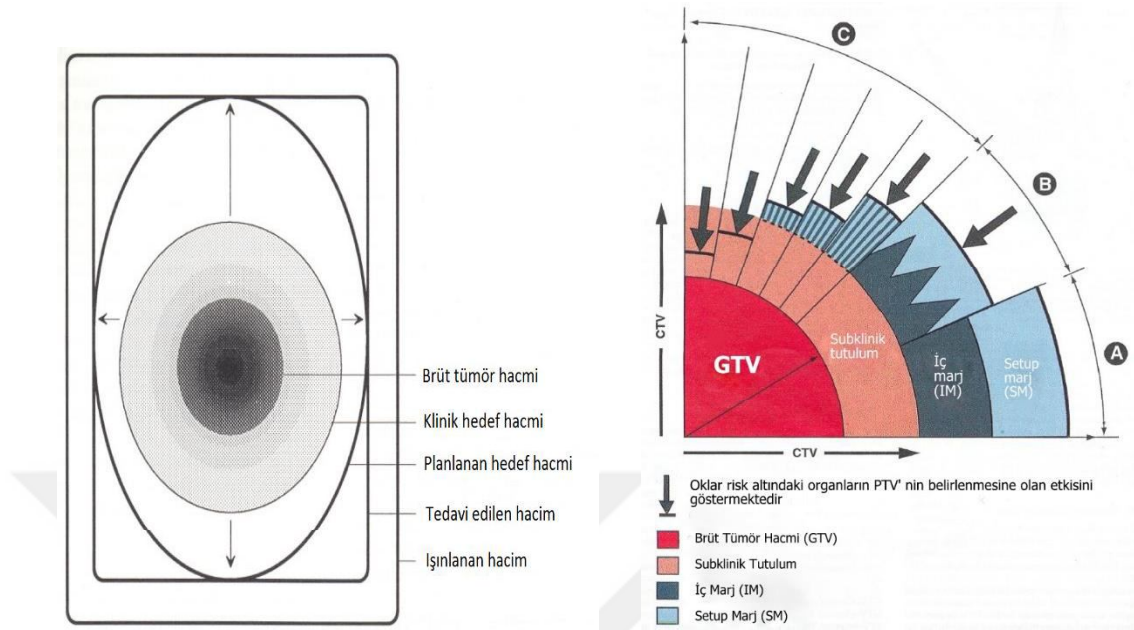 Brüt tümör hacmi
Klinik hedef hacmi
Planlanan hedef hacmi
Tedavi edilen hacim
Işınlanan hacim
C
B
A
CTV
GTV
Subklinik
tutulum
İç
marj
(IM)
Setup
marj
(SM)
CTV
Oklar risk altındaki organların PTV' nin belirlenmesine olan etkisini
göstermektedir
Brüt Tümör Hacmi (GTV)
Subklinik Tutulum
İç Marj (IM)
Setup Marj (SM)